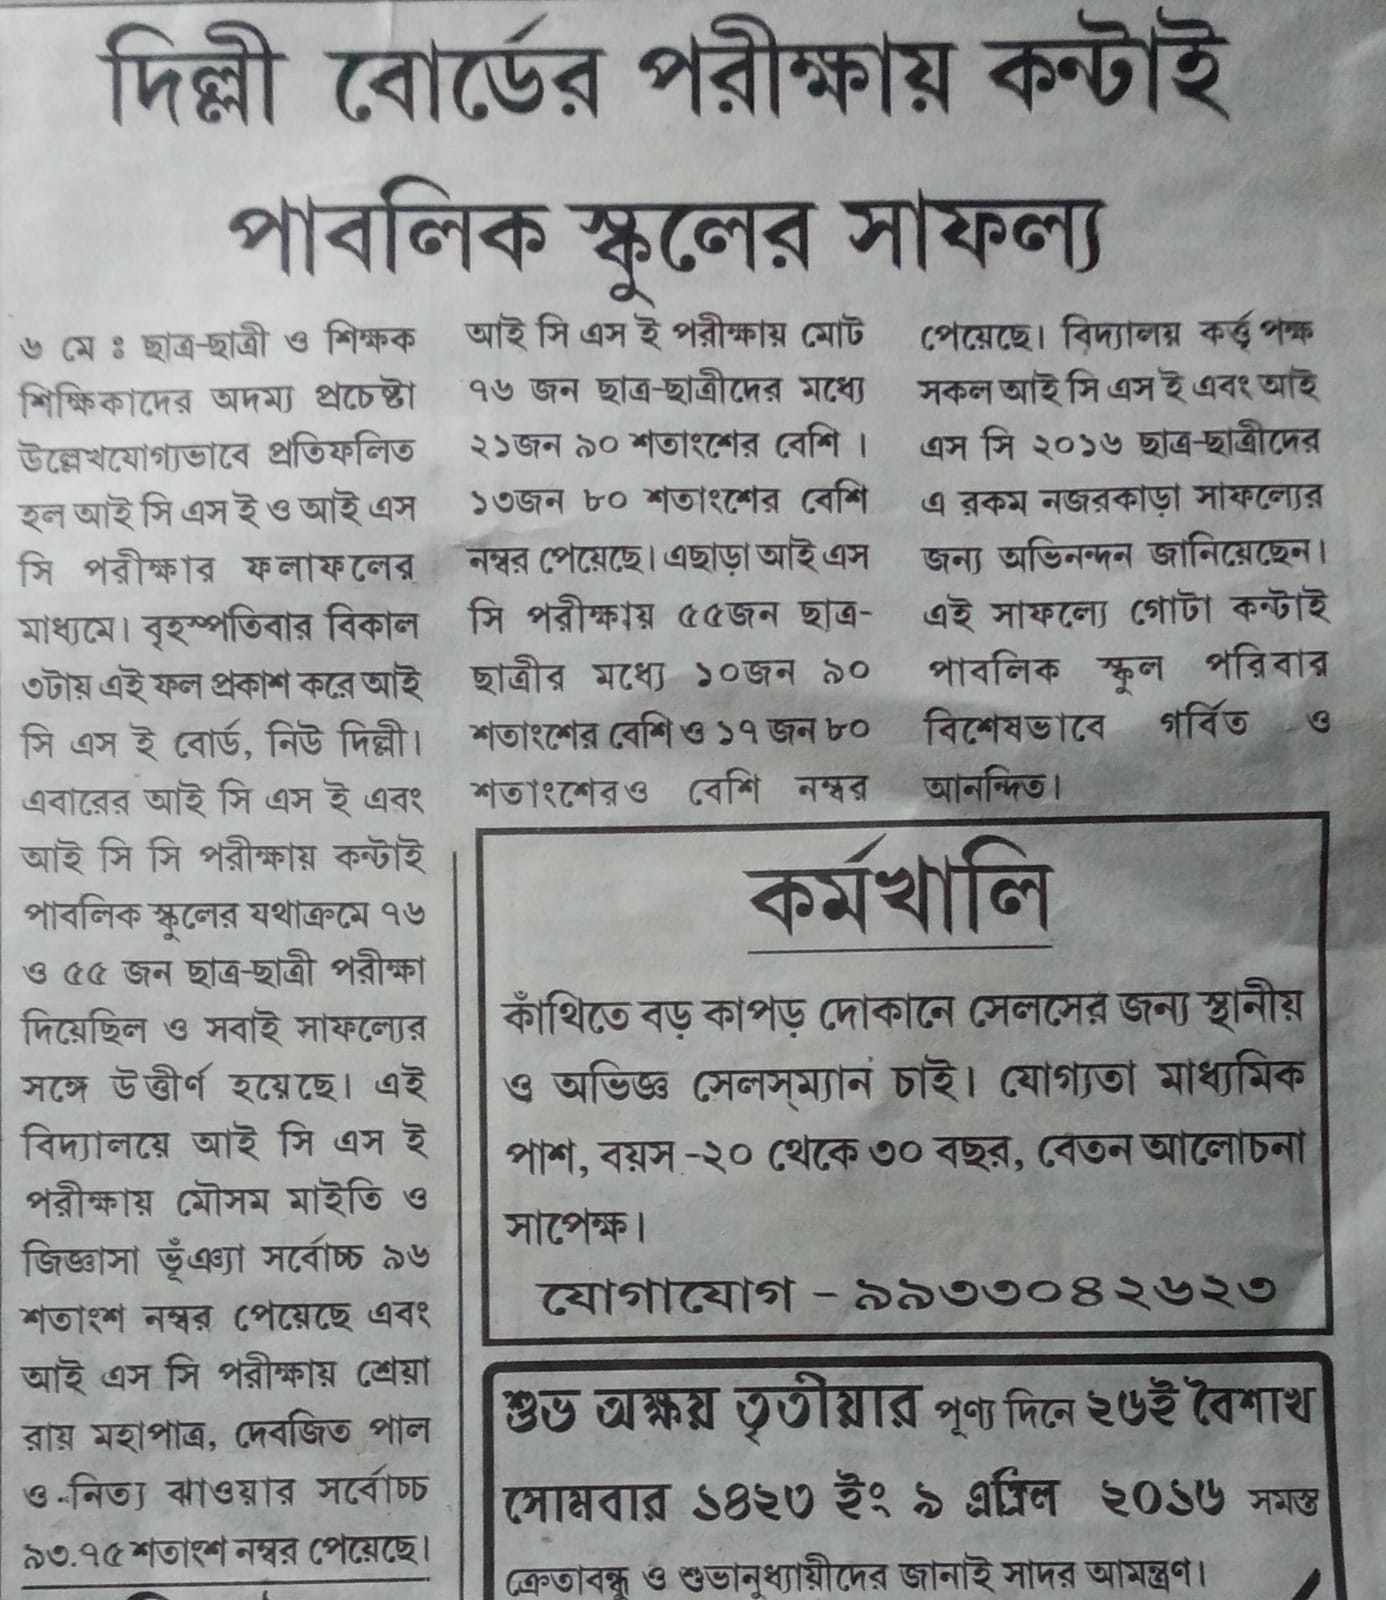 দিল্লী বোর্ডের পরীক্ষায় কন্টাই
পাবলিক স্কুলের সাফল্য
৬ মে ঃ ছাত্র-ছাত্রী ও শিক্ষক
শিক্ষিকাদের অদম্য প্রচেষ্টা
উল্লেখযোগ্যভাবে প্রতিফলিত
হল আই সি এস ই ও আই এস
সি পরীক্ষার ফলাফলের
মাধ্যমে। বৃহস্পতিবার বিকাল
৩টায় এই ফল প্রকাশ করে আই
সি এস ই বোর্ড, নিউ দিল্লী।
এবারের আই সি এস ই এবং
আই সি সি পরীক্ষায় কন্টাই
পাবলিক স্কুলের যথাক্রমে ৭৬
ও ৫৫ জন ছাত্র-ছাত্রী পরীক্ষা
দিয়েছিল ও সবাই সাফল্যের
সঙ্গে উত্তীর্ণ হয়েছে। এই
বিদ্যালয়ে আই সি এস ই
পরীক্ষায় মৌসম মাইতি ও
জিজ্ঞাসা ভূঁঞ্যা সর্বোচ্চ ৯৬
শতাংশ নম্বর পেয়েছে এবং
আই এস সি পরীক্ষায় শ্রেয়া
রায় মহাপাত্র, দেবজিত পাল
ও নিত্য ঝাওয়ার সর্বোচ্চ
৯৩.৭৫ শতাংশ নম্বর পেয়েছে।
আই সি এস ই পরীক্ষায় মোট
৭৬ জন ছাত্র-ছাত্রীদের মধ্যে
২১জন ৯০ শতাংশের বেশি ।
১৩জন ৮০ শতাংশের বেশি
নম্বর পেয়েছে। এছাড়া আই এস
সি পরীক্ষায় ৫৫জন ছাত্র-
ছাত্রীর মধ্যে ১০জন ৯০
শতাংশের বেশি ও ১৭ জন ৮০
শতাংশেরও বেশি নম্বর
পেয়েছে। বিদ্যালয় কর্তৃপক্ষ
সকল আই সি এস ই এবং আই
এস সি ২০১৬ ছাত্র-ছাত্রীদের
এ রকম নজরকাড়া সাফল্যের
জন্য অভিনন্দন জানিয়েছেন।
এই সাফল্যে গোটা কন্টাই
পাবলিক স্কুল পরিবার
বিশেষভাবে গর্বিত ও
আনন্দিত।
কর্মখালি
কাঁথিতে বড় কাপড় দোকানে সেলসের জন্য স্থানীয়
ও অভিজ্ঞ সেলস্‌ম্যান চাই। যোগ্যতা মাধ্যমিক
পাশ, বয়স -২০ থেকে ৩০ বছর, বেতন আলোচনা
সাপেক্ষ।
যোগাযোগ - ৯৯৩৩০৪২৬২৩
শুভ অক্ষয় তৃতীয়ার পূণ্য দিনে ২৬ই বৈশাখ
সোমবার ১৪২৩ ইং ৯ এপ্রিল ২০১৬ সমস্ত
ক্রেতাবন্ধু ও শুভানুধ্যায়ীদের জানাই সাদর আমন্ত্রণ।